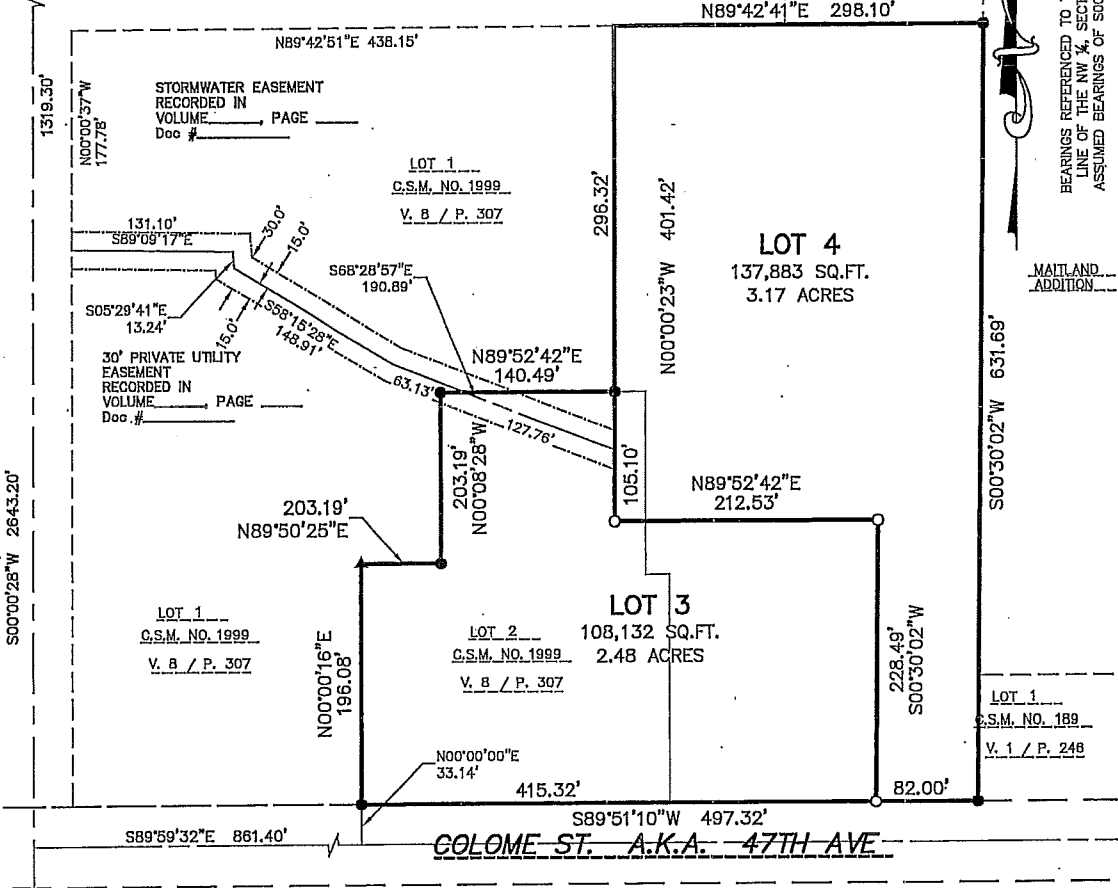 N89°42'41"E 298.10'
N89°42'51"E 438.15'
1319.30'
N00°00'37"W
177.78'
STORMWATER EASEMENT
RECORDED IN
VOLUME______, PAGE _____
Doc #____________
BEARINGS REFERENCED TO
LINE OF THE NW ¼, SEC
ASSUMED BEARINGS OF
LOT 1
C.S.M. NO. 1999
V. 8 / P. 307
296.32'
N00°00'23"W 401.42'
LOT 4
137,883 SQ.FT.
3.17 ACRES
131.10'
S89°09'17"E
30.0'
15.0'
S68°28'57"E
190.89'
MAITLAND
ADDITION
S05°29'41"E
13.24'
15.0'
S58°15'28"E
148.91'
30' PRIVATE UTILITY
EASEMENT
RECORDED IN
VOLUME______, PAGE _____
Doc.#____________
63.13'
N89°52'42"E
140.49'
S00°30'02"W 631.69'
127.76'
105.10'
203.19'
N00°08'28"W
N89°52'42"E
212.53'
203.19'
N89°50'25"E
S00°00'28"W 2643.20'
LOT 1
C.S.M. NO. 1999
V. 8 / P. 307
N00°00'16"E
196.08'
LOT 2
C.S.M. NO. 1999
V. 8 / P. 307
LOT 3
108,132 SQ.FT.
2.48 ACRES
228.49'
S00°30'02"W
LOT 1
C.S.M. NO. 189
V. 1 / P. 248
N00°00'00"E
33.14'
415.32'
82.00'
S89°51'10"W 497.32'
S89°59'32"E 861.40'
COLOME ST. A.K.A. 47TH AVE